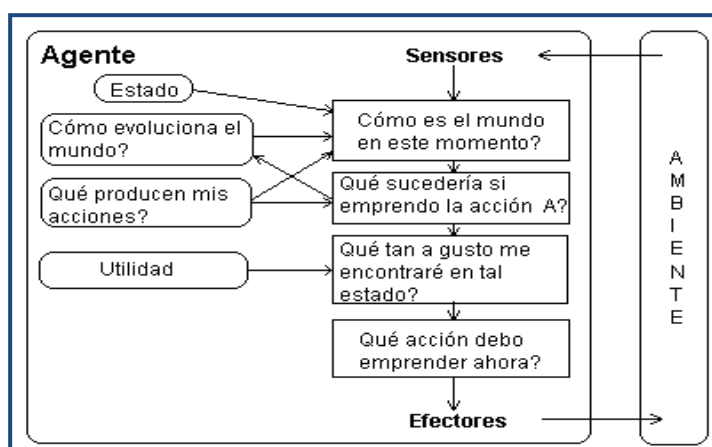 Agente
Sensores
Estado
Cómo es el mundo
en este momento?
Cómo evoluciona el
mundo?
Qué producen mis
acciones?
Qué sucedería si
emprendo la acción A?
Utilidad
Qué tan a gusto me
encontraré en tal
estado?
Qué acción debo
emprender ahora?
Efectores
AMBIENTE